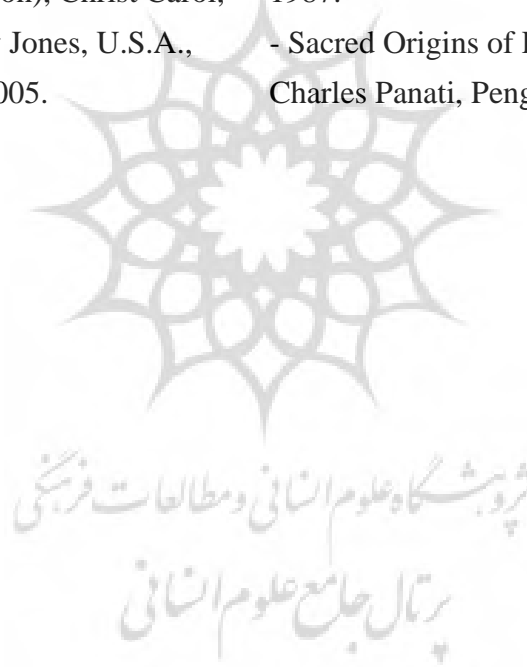 on), Christ Carol,
Jones, U.S.A.,
005.
1987.
- Sacred Origins of
Charles Panati, Peng
پژوهشگاه علوم انسانی و مطالعات فرهنگی
پرتال جامع علوم انسانی